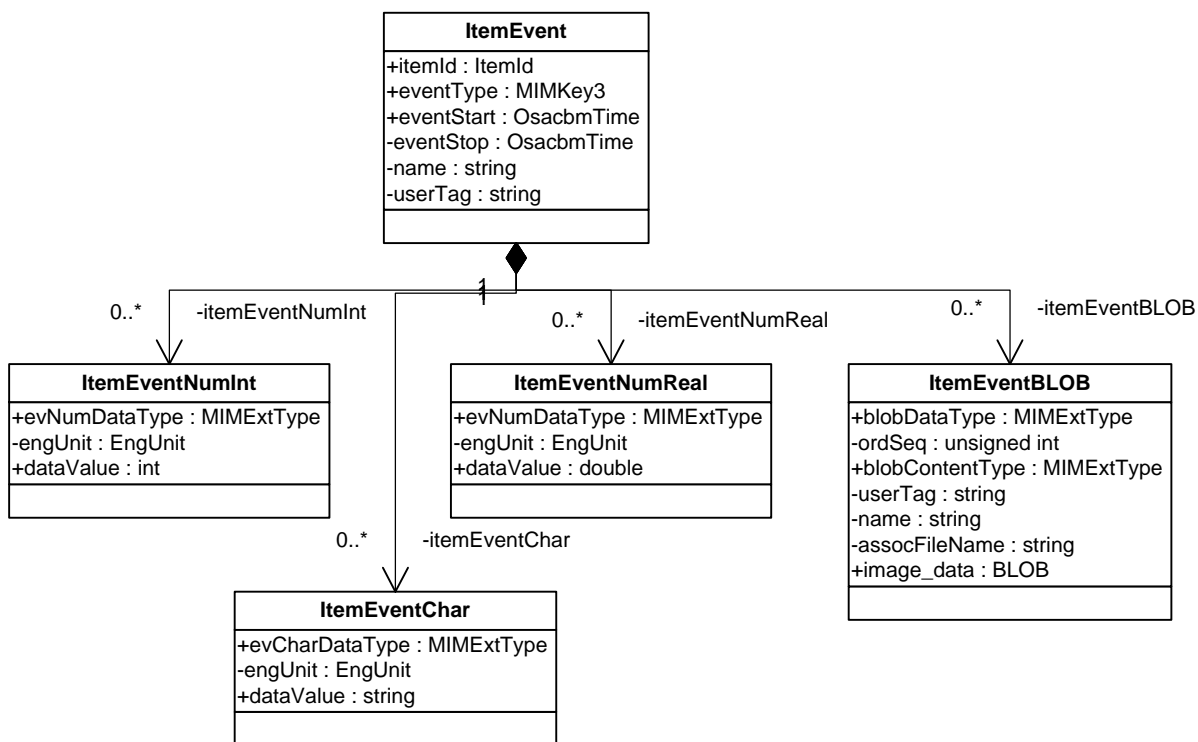 ItemEvent
+itemId : ItemId
+eventType : MIMKey3
+eventStart : OsacbmTime
-eventStop : OsacbmTime
-name : string
-userTag : string
1
0..*
-itemEventNumInt
0..*
-itemEventNumReal
0..*
-itemEventBLOB
ItemEventNumInt
+evNumDataType : MIMExtType
-engUnit : EngUnit
+dataValue : int
ItemEventNumReal
+evNumDataType : MIMExtType
-engUnit : EngUnit
+dataValue : double
ItemEventBLOB
+blobDataType : MIMExtType
-ordSeq : unsigned int
+blobContentType : MIMExtType
-userTag : string
-name : string
-assocFileName : string
+image_data : BLOB
0..*
-itemEventChar
ItemEventChar
+evCharDataType : MIMExtType
-engUnit : EngUnit
+dataValue : string